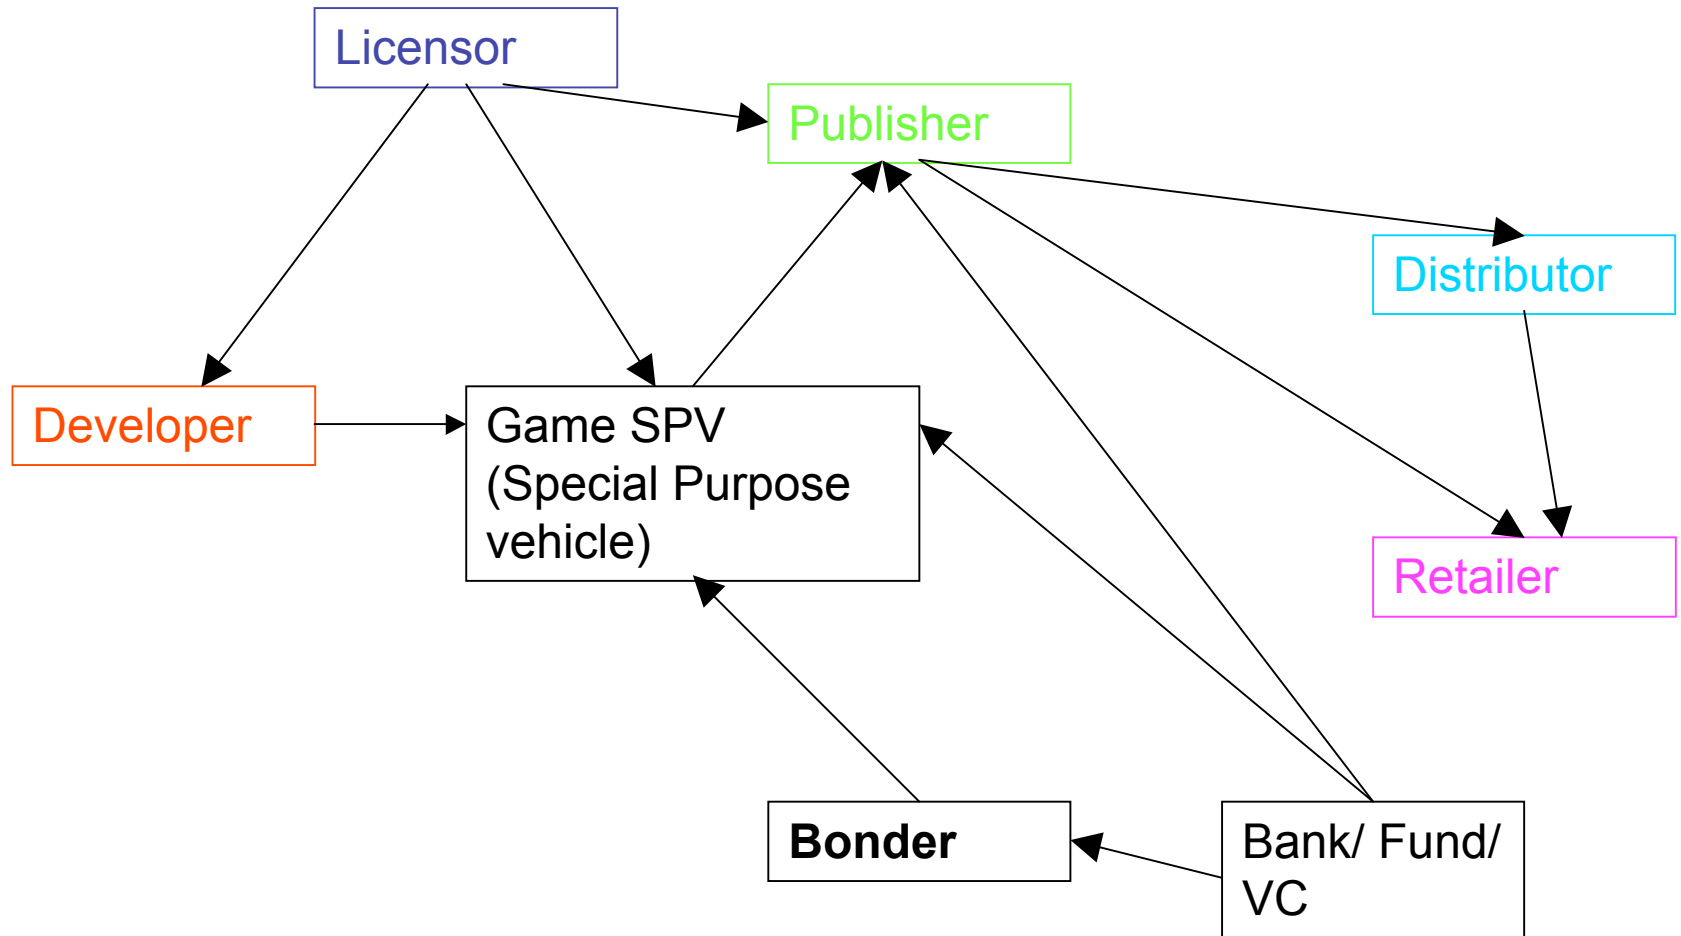 Licensor
Publisher
Distributor
Developer
Game SPV
(Special Purpose
vehicle)
Retailer
Bonder
Bank/ Fund/
VC